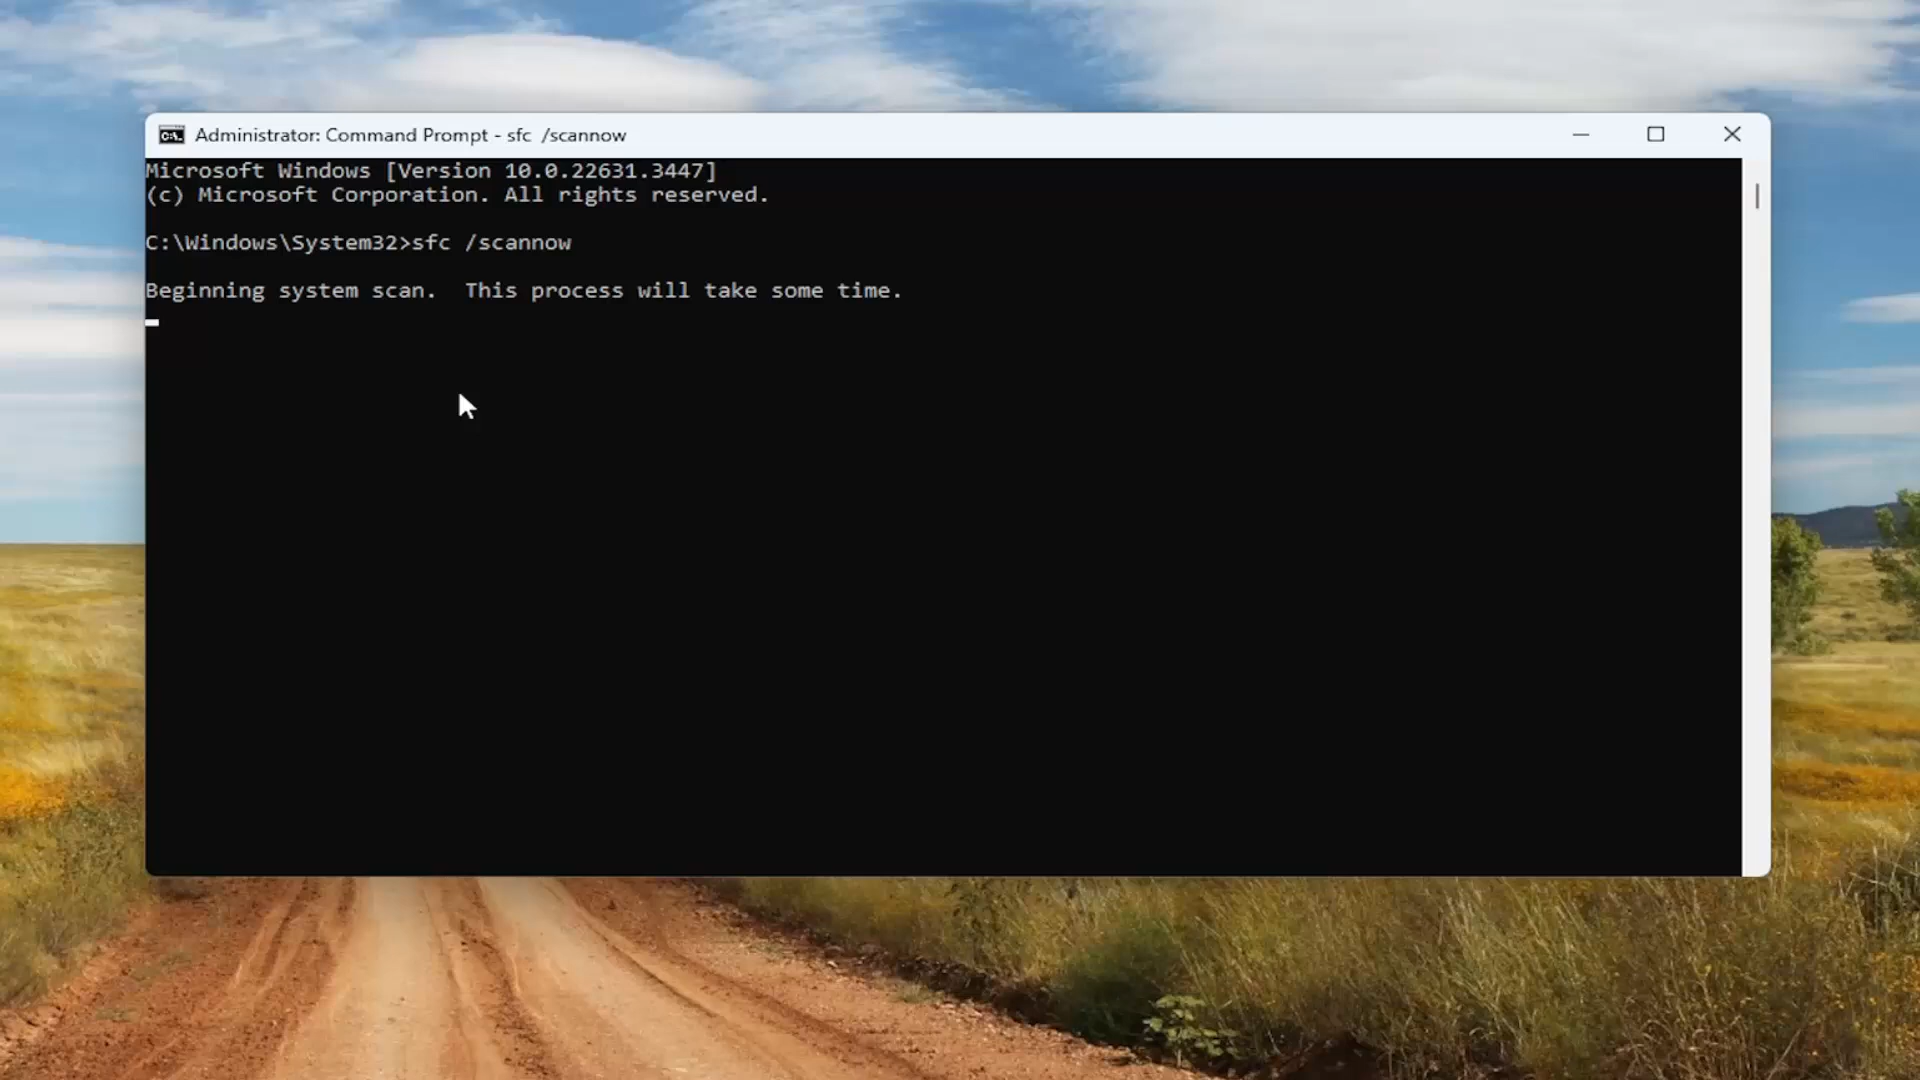 Administrator: Command Prompt - sfc  /scannow
Microsoft Windows [Version 10.0.22631.3447]
(c) Microsoft Corporation. All rights reserved.
C:\Windows\System32>sfc /scannow
Beginning system scan.  This process will take some time.